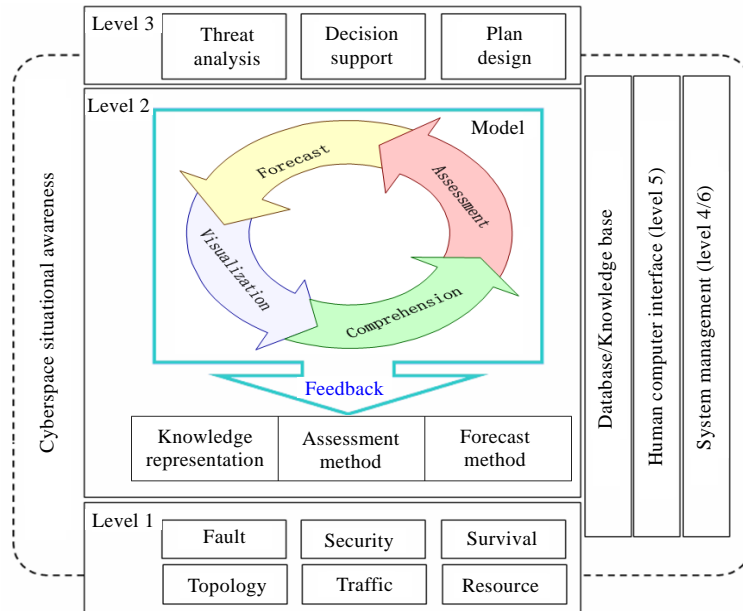 Level 3
Threat
analysis
Decision
support
Plan
design
Cyberspace situational awareness
Level 2
Model
Forecast
Assessment
Visualization
Comprehension
Feedback
Knowledge
representation
Assessment
method
Forecast
method
Database/Knowledge base
Human computer interface (level 5)
System management (level 4/6)
Level 1
Fault
Security
Survival
Topology
Traffic
Resource